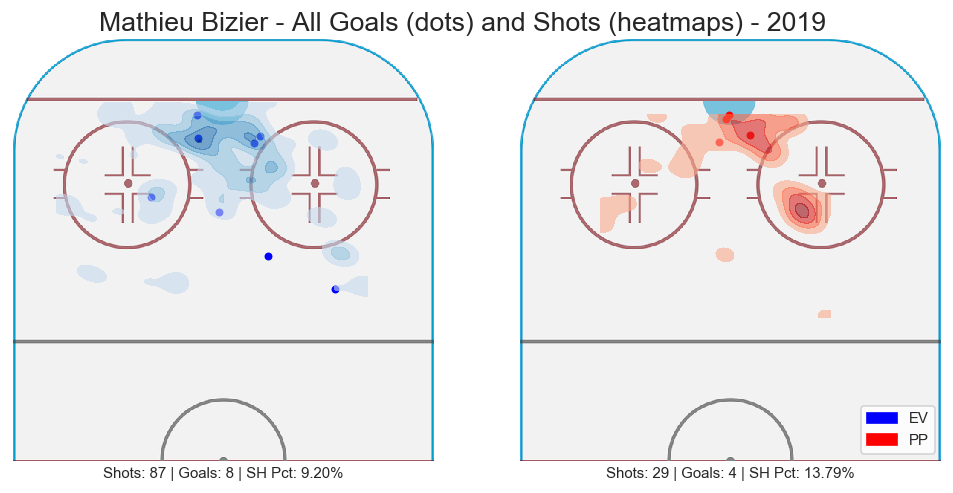 Mathieu Bizier - All Goals (dots) and Shots (heatmaps) - 2019
EV
PP
Shots: 87 | Goals: 8 | SH Pct: 9.20%
Shots: 29 | Goals: 4 | SH Pct: 13.79%